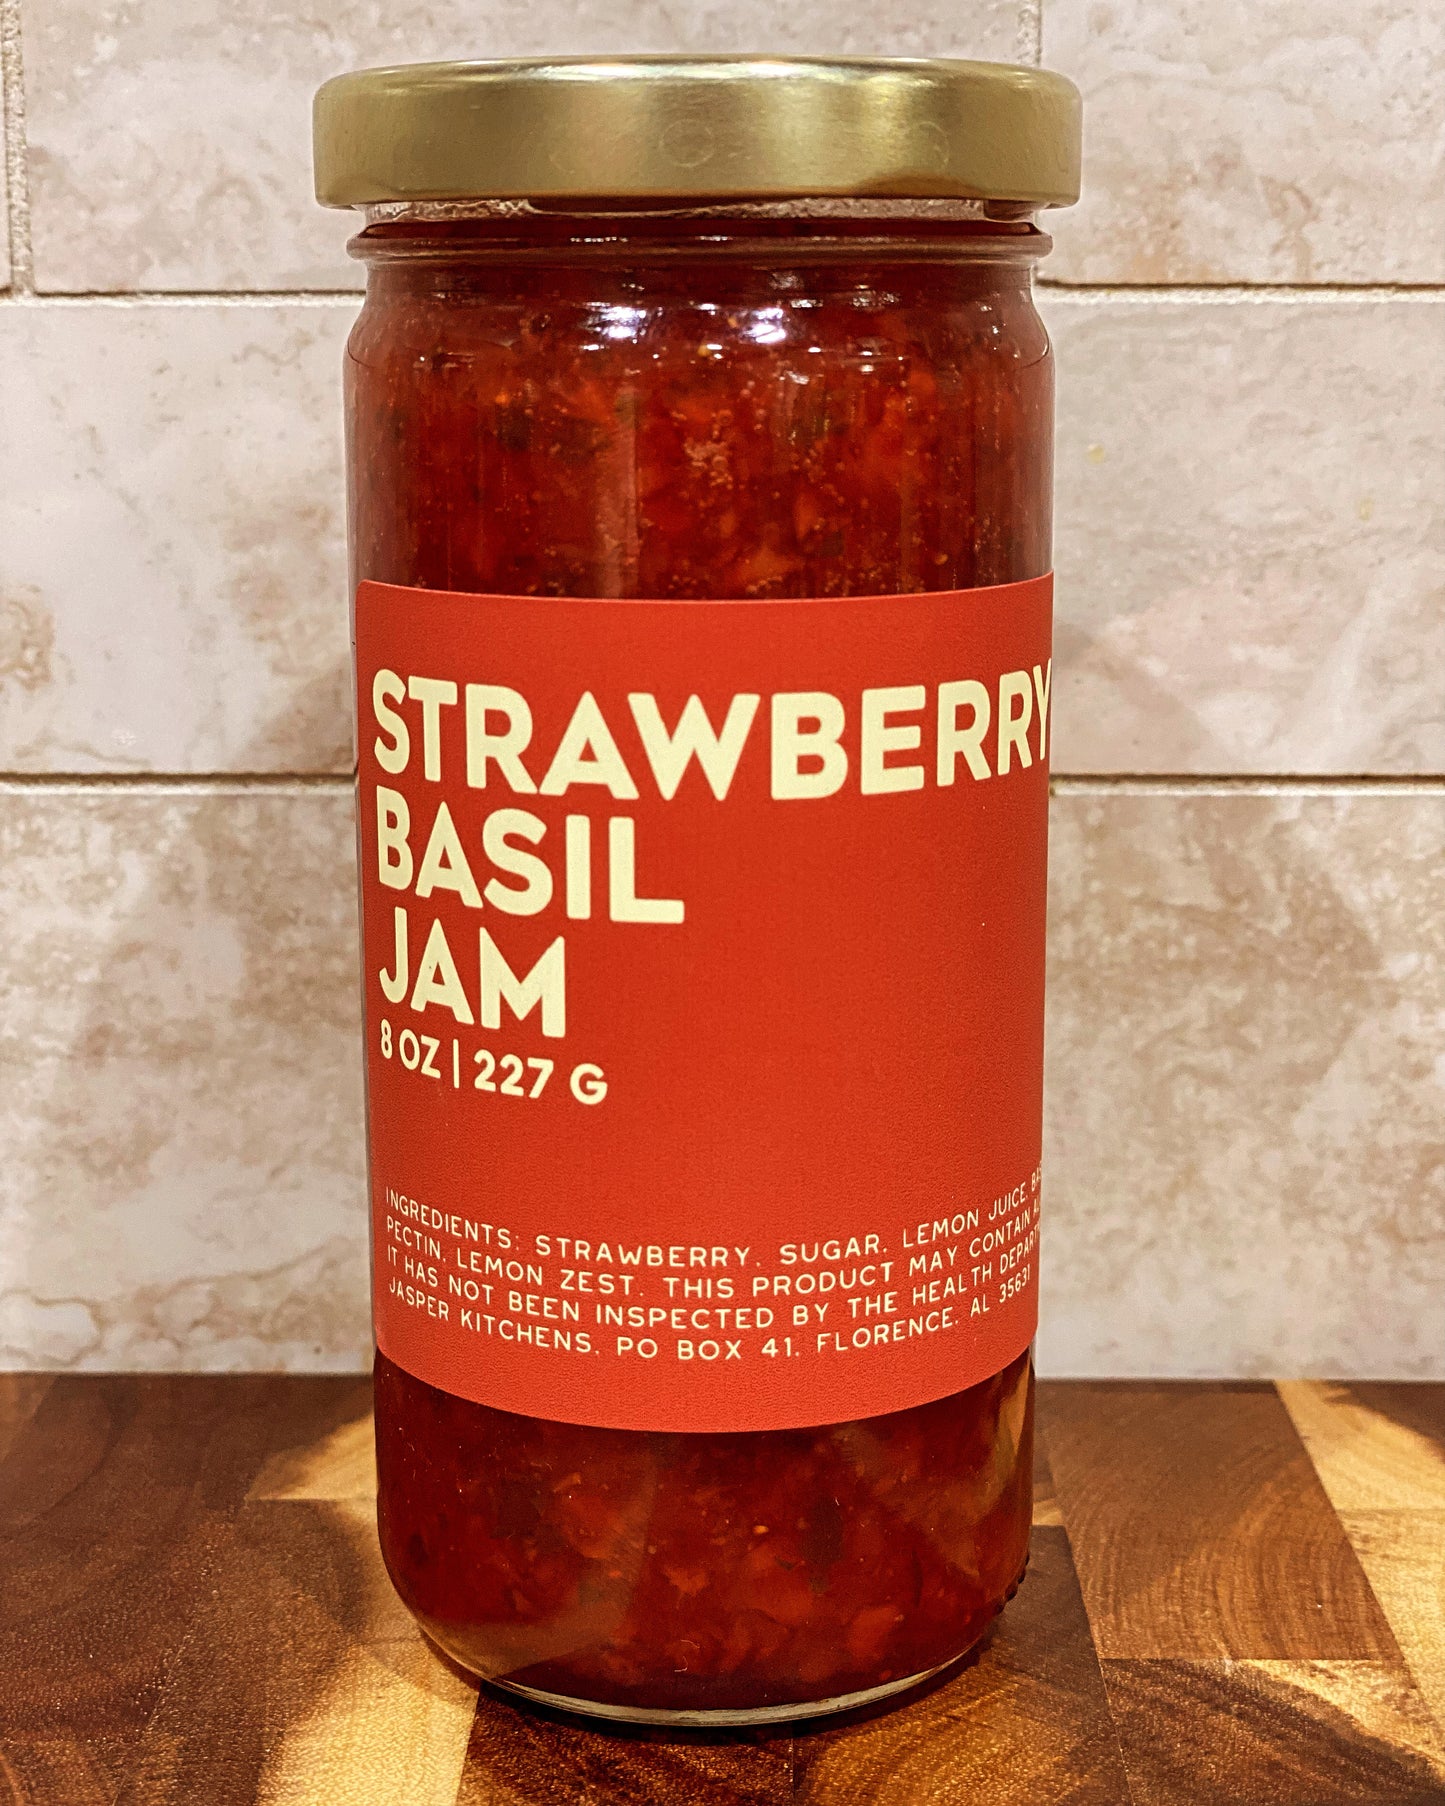 STRAWBERRY
BASIL
JAM
8 OZ | 227 G
INGREDIENTS: STRAWBERRY, SUGAR, LEMON JUICE,
PECTIN, LEMON ZEST. THIS PRODUCT MAY CONTAIN
IT HAS NOT BEEN INSPECTED BY THE HEALTH
JASPER KITCHENS, PO BOX 41, FLORENCE, AL 35631